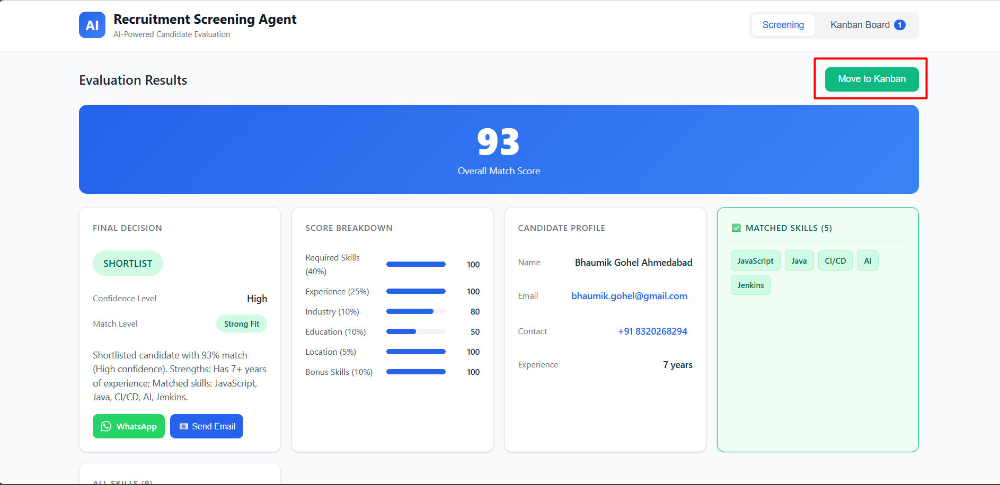 AI
Recruitment Screening Agent
AI-Powered Candidate Evaluation
Screening
Kanban Board 1
Evaluation Results
Move to Kanban
93
Overall Match Score
FINAL DECISION
SHORTLIST
Confidence Level High
Match Level Strong Fit
Shortlisted candidate with 93% match
(High confidence). Strengths: Has 7+ years
of experience; Matched skills: JavaScript,
Java, CI/CD, AI, Jenkins.
WhatsApp
Send Email
SCORE BREAKDOWN
Required Skills
(40%) 100
Experience (25%) 100
Industry (10%) 80
Education (10%) 50
Location (5%) 100
Bonus Skills (10%) 100
CANDIDATE PROFILE
Name Bhaumik Gohel Ahmedabad
Email bhaumik.gohel@gmail.com
Contact +91 8320268294
Experience 7 years
MATCHED SKILLS (5)
JavaScript Java CI/CD AI
Jenkins
ALL SKILLS (9)